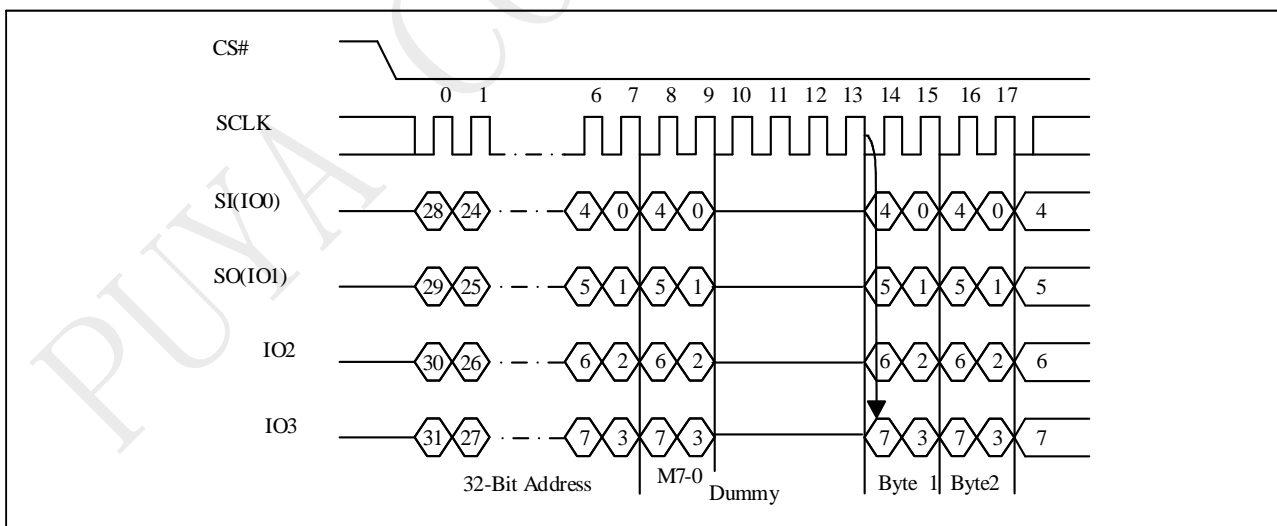 CS#
0 1 6 7 8 9 10 11 12 13 14 15 16 17
SCLK
SI(IO0) 28 24 4 0 4 0 4 0 4 0 4
SO(IO1) 29 25 5 1 5 1 5 1 5 1 5
IO2 30 26 6 2 6 2 6 2 6 2 6
IO3 31 27 7 3 7 3 7 3 7 3 7
32-Bit Address M7-0 Dummy Byte 1 Byte2
PUYA